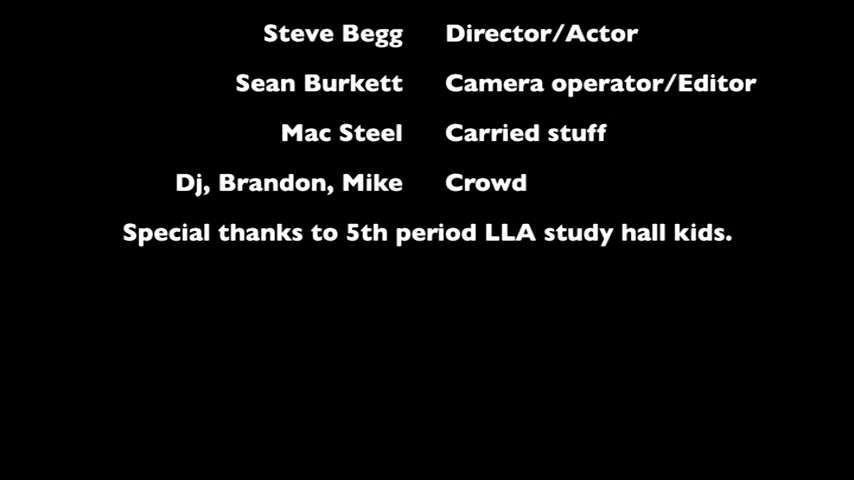 Steve Begg Director/Actor
Sean Burkett Camera operator/Editor
Mac Steel Carried stuff
Dj, Brandon, Mike Crowd
Special thanks to 5th period LLA study hall kids.